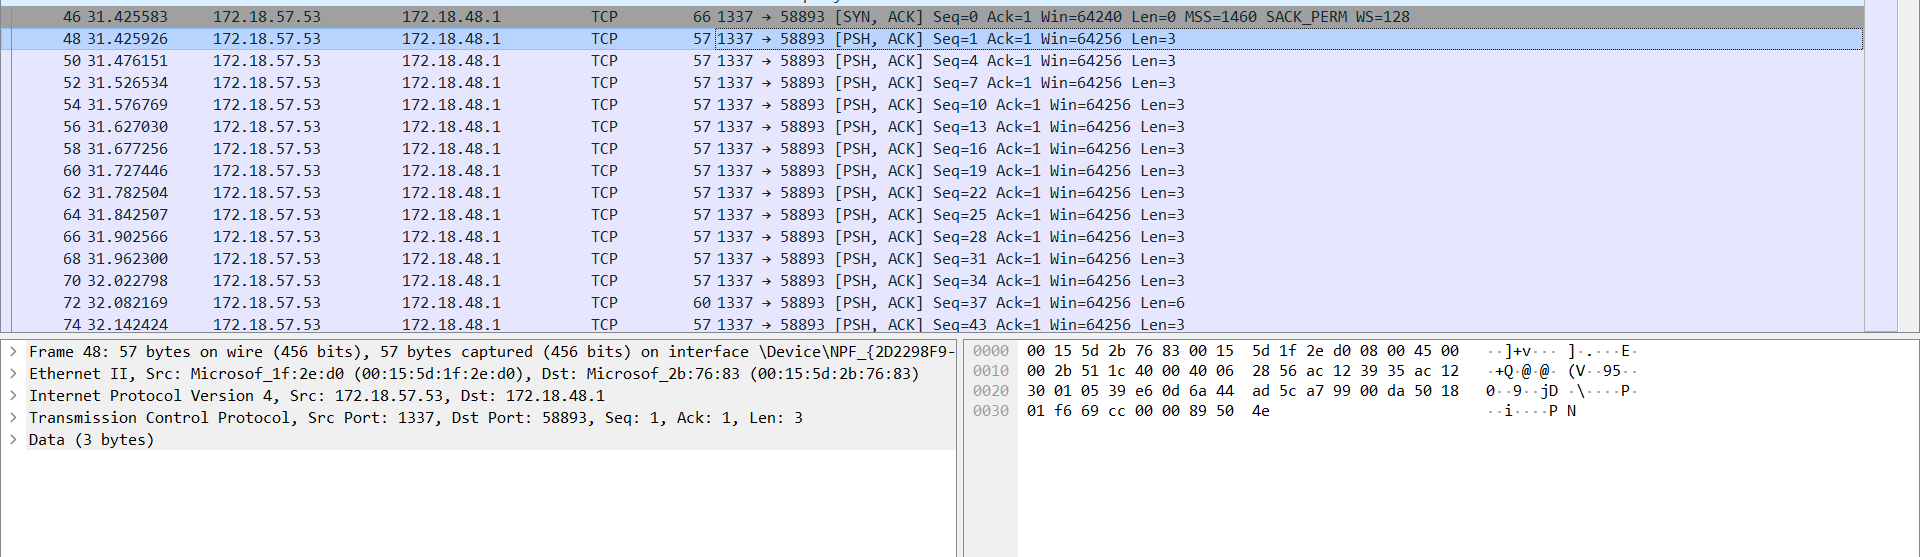 46 31.425583 172.18.57.53 172.18.48.1 TCP 66 1337 → 58893 [SYN, ACK] Seq=0 Ack=1 Win=64240 Len=0 MSS=1460 SACK_PERM WS=128
48 31.425926 172.18.57.53 172.18.48.1 TCP 57 1337 → 58893 [PSH, ACK] Seq=1 Ack=1 Win=64256 Len=3
50 31.476151 172.18.57.53 172.18.48.1 TCP 57 1337 → 58893 [PSH, ACK] Seq=4 Ack=1 Win=64256 Len=3
52 31.526534 172.18.57.53 172.18.48.1 TCP 57 1337 → 58893 [PSH, ACK] Seq=7 Ack=1 Win=64256 Len=3
54 31.576769 172.18.57.53 172.18.48.1 TCP 57 1337 → 58893 [PSH, ACK] Seq=10 Ack=1 Win=64256 Len=3
56 31.627030 172.18.57.53 172.18.48.1 TCP 57 1337 → 58893 [PSH, ACK] Seq=13 Ack=1 Win=64256 Len=3
58 31.677256 172.18.57.53 172.18.48.1 TCP 57 1337 → 58893 [PSH, ACK] Seq=16 Ack=1 Win=64256 Len=3
60 31.727446 172.18.57.53 172.18.48.1 TCP 57 1337 → 58893 [PSH, ACK] Seq=19 Ack=1 Win=64256 Len=3
62 31.782504 172.18.57.53 172.18.48.1 TCP 57 1337 → 58893 [PSH, ACK] Seq=22 Ack=1 Win=64256 Len=3
64 31.842507 172.18.57.53 172.18.48.1 TCP 57 1337 → 58893 [PSH, ACK] Seq=25 Ack=1 Win=64256 Len=3
66 31.902566 172.18.57.53 172.18.48.1 TCP 57 1337 → 58893 [PSH, ACK] Seq=28 Ack=1 Win=64256 Len=3
68 31.962300 172.18.57.53 172.18.48.1 TCP 57 1337 → 58893 [PSH, ACK] Seq=31 Ack=1 Win=64256 Len=3
70 32.022798 172.18.57.53 172.18.48.1 TCP 57 1337 → 58893 [PSH, ACK] Seq=34 Ack=1 Win=64256 Len=3
72 32.082169 172.18.57.53 172.18.48.1 TCP 60 1337 → 58893 [PSH, ACK] Seq=37 Ack=1 Win=64256 Len=6
74 32.142424 172.18.57.53 172.18.48.1 TCP 57 1337 → 58893 [PSH, ACK] Seq=43 Ack=1 Win=64256 Len=3
Frame 48: 57 bytes on wire (456 bits), 57 bytes captured (456 bits) on interface \Device\NPF_{2D2298F9-
Ethernet II, Src: Microsof_1f:2e:d0 (00:15:5d:1f:2e:d0), Dst: Microsof_2b:76:83 (00:15:5d:2b:76:83)
Internet Protocol Version 4, Src: 172.18.57.53, Dst: 172.18.48.1
Transmission Control Protocol, Src Port: 1337, Dst Port: 58893, Seq: 1, Ack: 1, Len: 3
Data (3 bytes)
0000 00 15 5d 2b 76 83 00 15 5d 1f 2e d0 08 00 45 00 ··]+v··· ]·.···E·
0010 00 2b 51 1c 40 00 40 06 28 56 ac 12 39 35 ac 12 ·+Q·@·@· (V··95··
0020 30 01 05 39 e6 0d 6a 44 ad 5c a7 99 00 da 50 18 0··9··jD ·\····P·
0030 01 f6 69 cc 00 00 89 50 4e ··i····P N